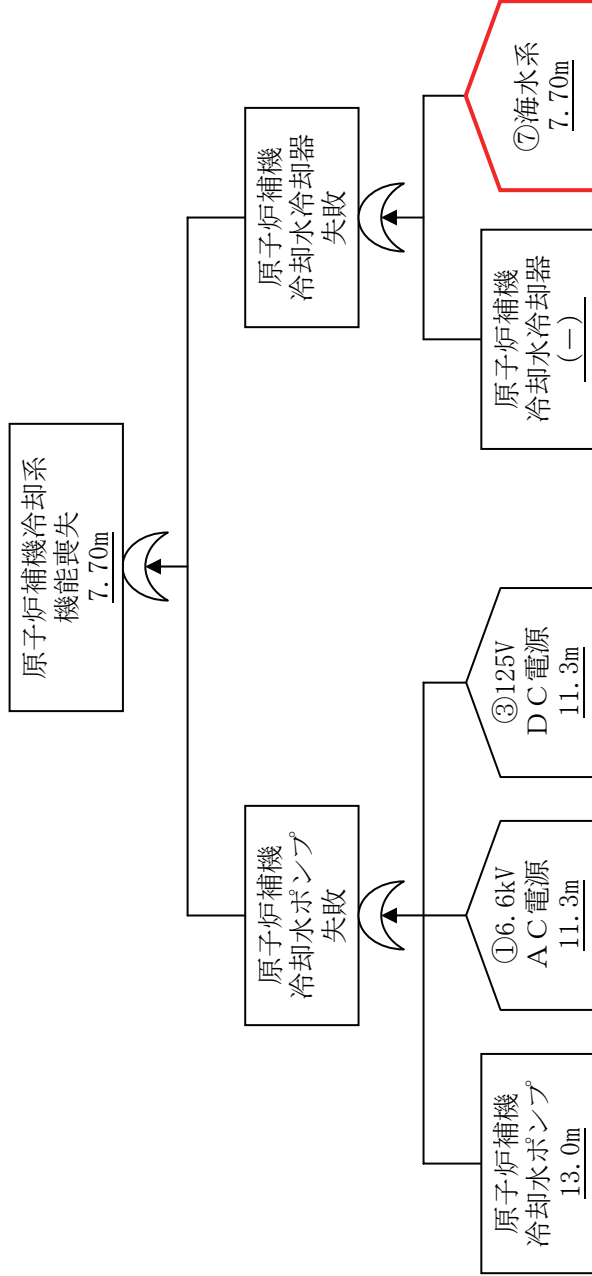 原子炉補機冷却系
機能喪失
7.70m
原子炉補機
冷却水ポンプ
失敗
原子炉補機
冷却水冷却器
失敗
原子炉補機
冷却水ポンプ
13.0m
①6.6kV
ＡＣ電源
11.3m
③125V
ＤＣ電源
11.3m
原子炉補機
冷却水冷却器
(－)
⑦海水系
7.70m